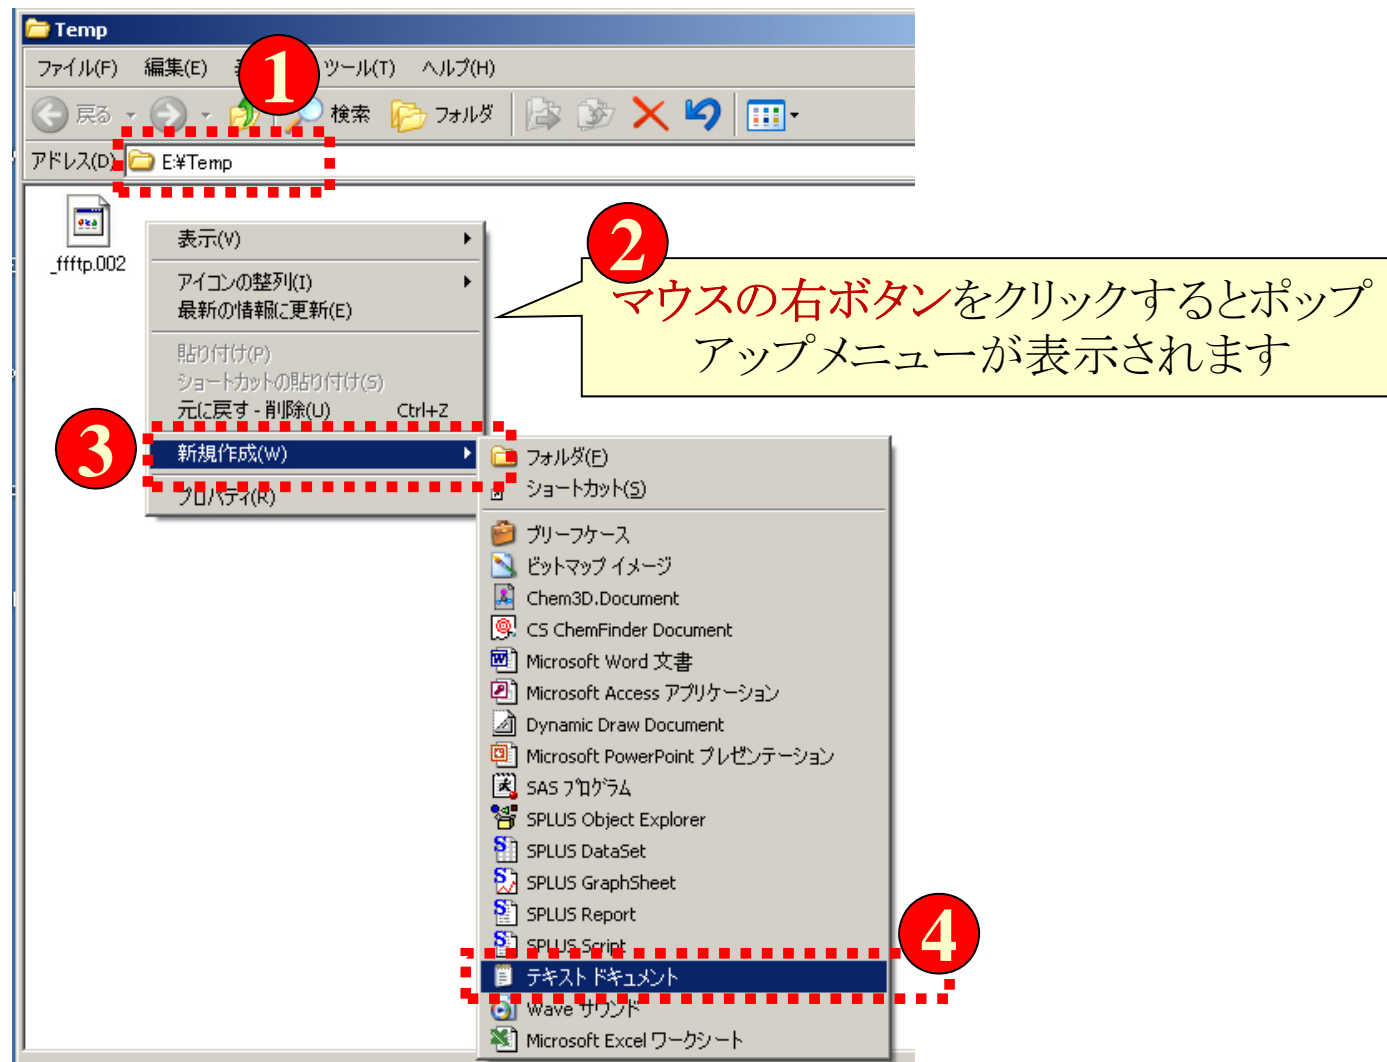 Temp
ファイル(F) 編集(E) ツール(T) ヘルプ(H)
1
戻る 検索 フォルダ
アドレス(D) E:¥Temp
_ffftp.002
表示(V)
アイコンの整列(I)
最新の情報に更新(E)
貼り付け(P)
ショートカットの貼り付け(S)
元に戻す - 削除(U) Ctrl+Z
新規作成(W)
プロパティ(R)
2
マウスの右ボタンをクリックするとポップ
アップメニューが表示されます
3
フォルダ(F)
ショートカット(S)
ブリーフケース
ビットマップ イメージ
Chem3D.Document
CS ChemFinder Document
Microsoft Word 文書
Microsoft Access アプリケーション
Dynamic Draw Document
Microsoft PowerPoint プレゼンテーション
SAS プログラム
SPLUS Object Explorer
SPLUS DataSet
SPLUS GraphSheet
SPLUS Report
SPLUS Script
4
テキスト ドキュメント
Wave サウンド
Microsoft Excel ワークシート